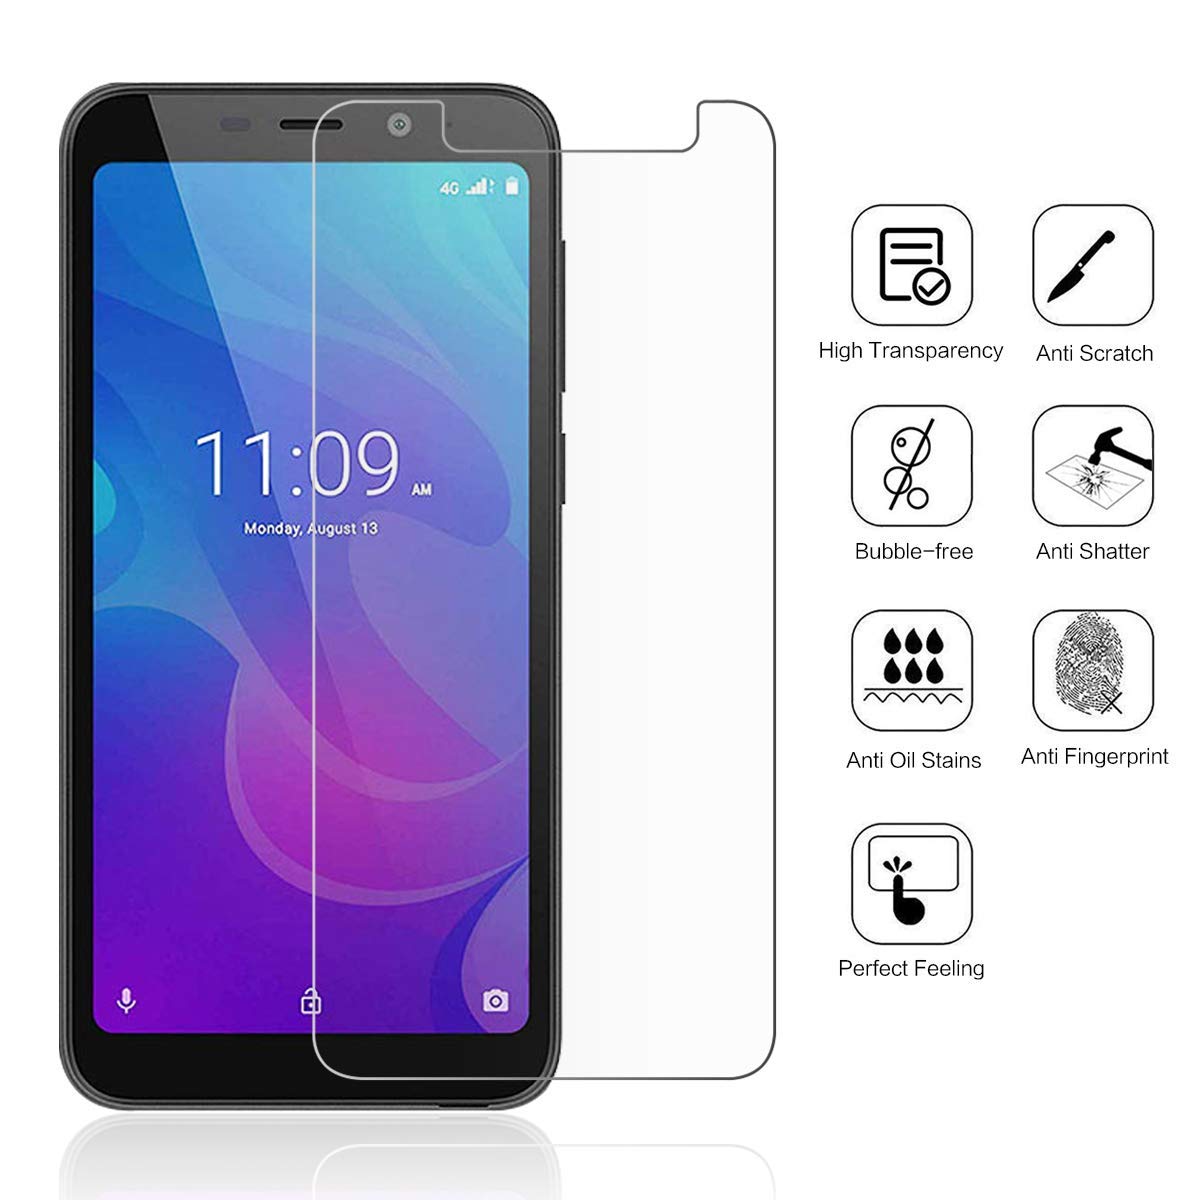 4G
11:09 AM
Monday, August 13
High Transparency
Anti Scratch
Bubble-free
Anti Shatter
Anti Oil Stains
Anti Fingerprint
Perfect Feeling